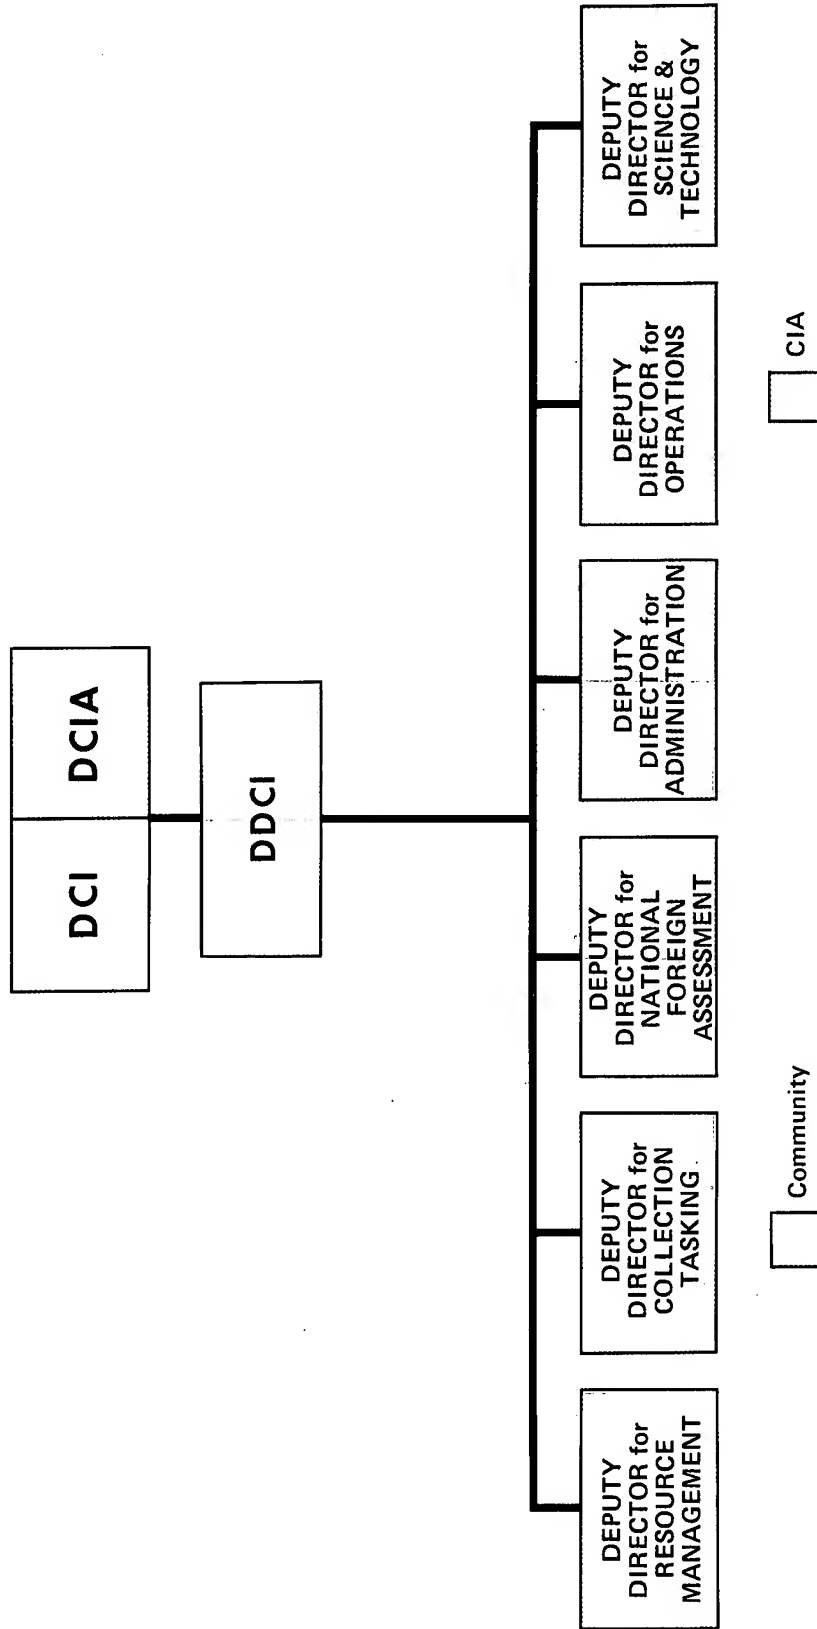 DCI
DCIA
DDCI
DEPUTY
DIRECTOR for
RESOURCE
MANAGEMENT
DEPUTY
DIRECTOR for
COLLECTION
TASKING
DEPUTY
DIRECTOR for
NATIONAL
FOREIGN
ASSESSMENT
DEPUTY
DIRECTOR for
ADMINISTRATION
DEPUTY
DIRECTOR for
OPERATIONS
DEPUTY
DIRECTOR for
SCIENCE &
TECHNOLOGY
Community
CIA